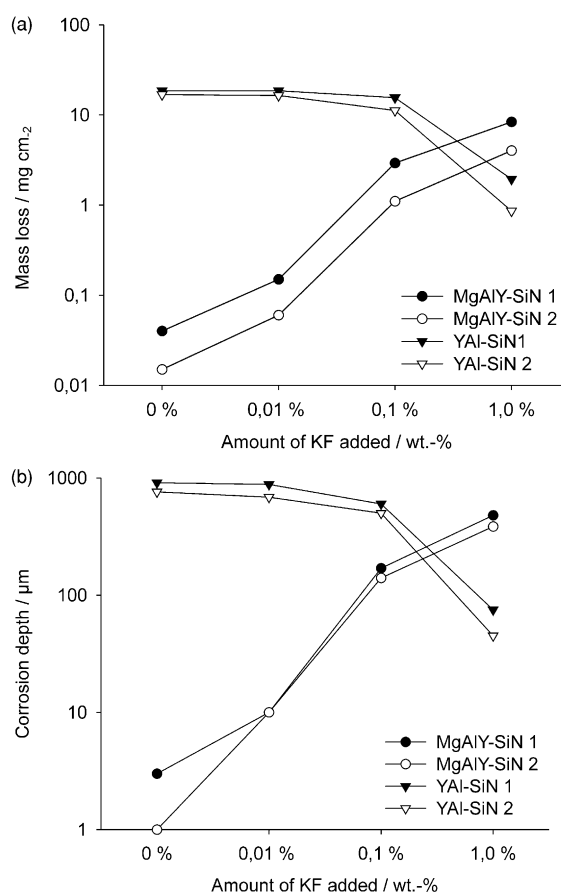 (a)
Mass loss / mg cm-2
100
10
1
0,1
0,01
MgAlY-SiN 1
MgAlY-SiN 2
YAl-SiN1
YAl-SiN 2
0 %
0,01 %
0,1 %
1,0 %
Amount of KF added / wt.-%
(b)
Corrosion depth / µm
1000
100
10
1
MgAlY-SiN 1
MgAlY-SiN 2
YAl-SiN 1
YAl-SiN 2
0 %
0,01 %
0,1 %
1,0 %
Amount of KF added / wt.-%